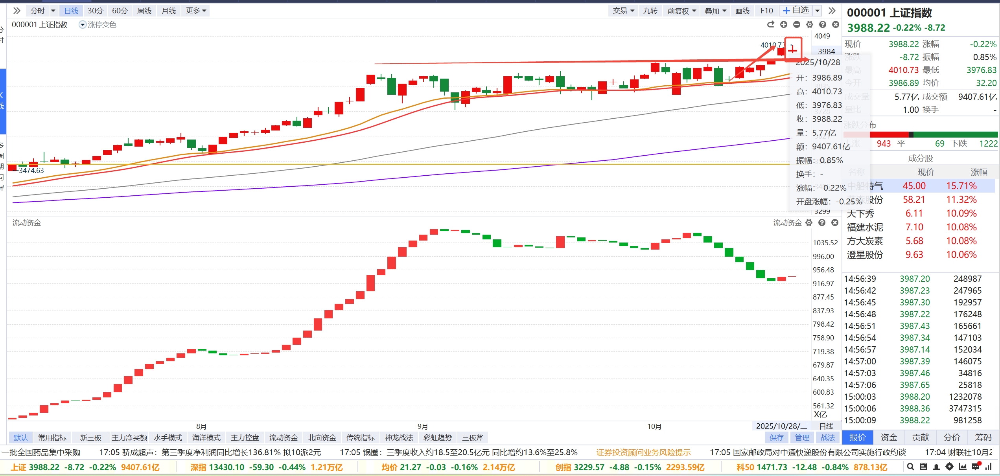 分时 日线 30分 60分 周线 月线 更多 交易 九转 前复权 叠加 画线 F10 自选
000001 上证指数 涨停变色
4049
4010.73→
3984
3835
3728
3299
←3474.63
2025/10/28
开：3986.89
高：4010.73
低：3976.83
收：3988.22
量：5.77亿
额：9407.61亿
振幅：0.85%
换手：-
涨幅：-0.22%
开盘涨幅：-0.25%
流动资金 流动资金
1035.52
996.00
956.48
916.97
877.45
837.93
798.42
758.90
719.38
679.87
640.35
600.83
561.32
X亿
8月 9月 10月 2025/10/28/二 日线
默认 常用指标 新三板 主力净买额 水手模式 海洋模式 主力控盘 流动资金 北向资金 传统指标 神龙战法 彩虹趋势 三板斧 保存 管理 战法
000001 上证指数
3988.22 -0.22% -8.72
现价 3988.22 涨幅 -0.22%
涨跌 -8.72 振幅 0.85%
最高 4010.73 最低 3976.83
今开 3986.89 均价 32.20
成交量 5.77亿 成交额 9407.61亿
量比 1.00 换手 -
涨跌分布
上涨 943 平 69 下跌 1222
成分股
名称 现价 涨幅
中船特气 45.00 15.71%
股份 58.21 11.32%
天下秀 6.11 10.09%
福建水泥 7.10 10.08%
方大炭素 5.68 10.08%
澄星股份 9.63 10.06%
14:56:39 3987.20 248987
14:56:42 3987.23 247965
14:56:45 3987.30 192957
14:56:48 3987.22 176248
14:56:51 3987.43 165661
14:56:54 3987.34 147103
14:56:57 3987.14 152034
14:57:00 3987.39 146075
14:57:03 3987.46 34816
14:57:06 3987.65 25818
15:00:03 3988.20 1232078
15:00:06 3988.36 3747315
15:00:09 3988.22 981258
报价 资金 贡献 分价 筹码
分时
K线
多周期同屏
一批全国药品集中采购 17:05 骄成超声：第三季度净利润同比增长136.81% 拟10派2元 17:05 锅圈：三季度收入约18.5至20.5亿元 同比增约13.6%至25.8% 证券投资顾问业务风险提示 17:05 国家邮政局对中通快递股份有限公司实施行政约谈 17:04 财联社10月2
上证 3988.22 -8.72 -0.22% 9407.61亿 深指 13430.10 -59.30 -0.44% 1.21万亿 均价 21.27 -0.03 -0.16% 2.14万亿 创指 3229.57 -4.88 -0.15% 2293.59亿 科50 1471.73 -12.48 -0.84% 878.13亿